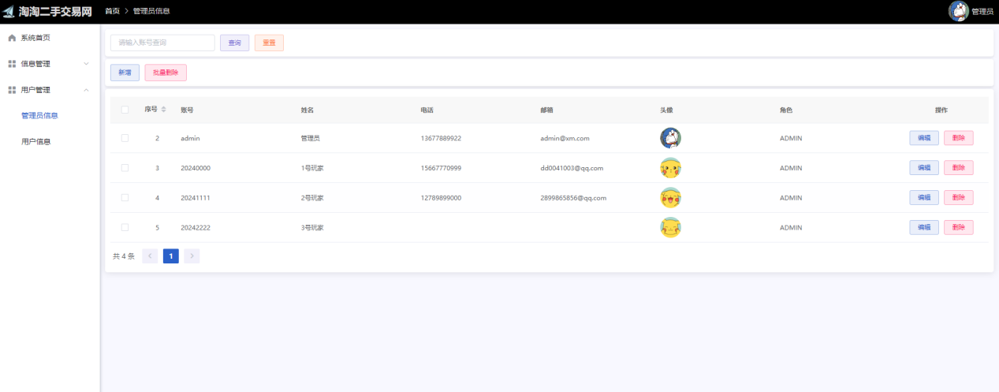 淘淘二手交易网 首页 > 管理员信息 管理员
系统首页
信息管理
用户管理
管理员信息
用户信息
请输入账号查询 查询 重置
新增 批量删除
序号 账号 姓名 电话 邮箱 头像 角色 操作
2 admin 管理员 13677889922 admin@xm.com ADMIN 编辑 删除
3 20240000 1号玩家 15667770999 dd0041003@qq.com ADMIN 编辑 删除
4 20241111 2号玩家 12789899000 2899865856@qq.com ADMIN 编辑 删除
5 20242222 3号玩家 ADMIN 编辑 删除
共 4 条 < 1 >